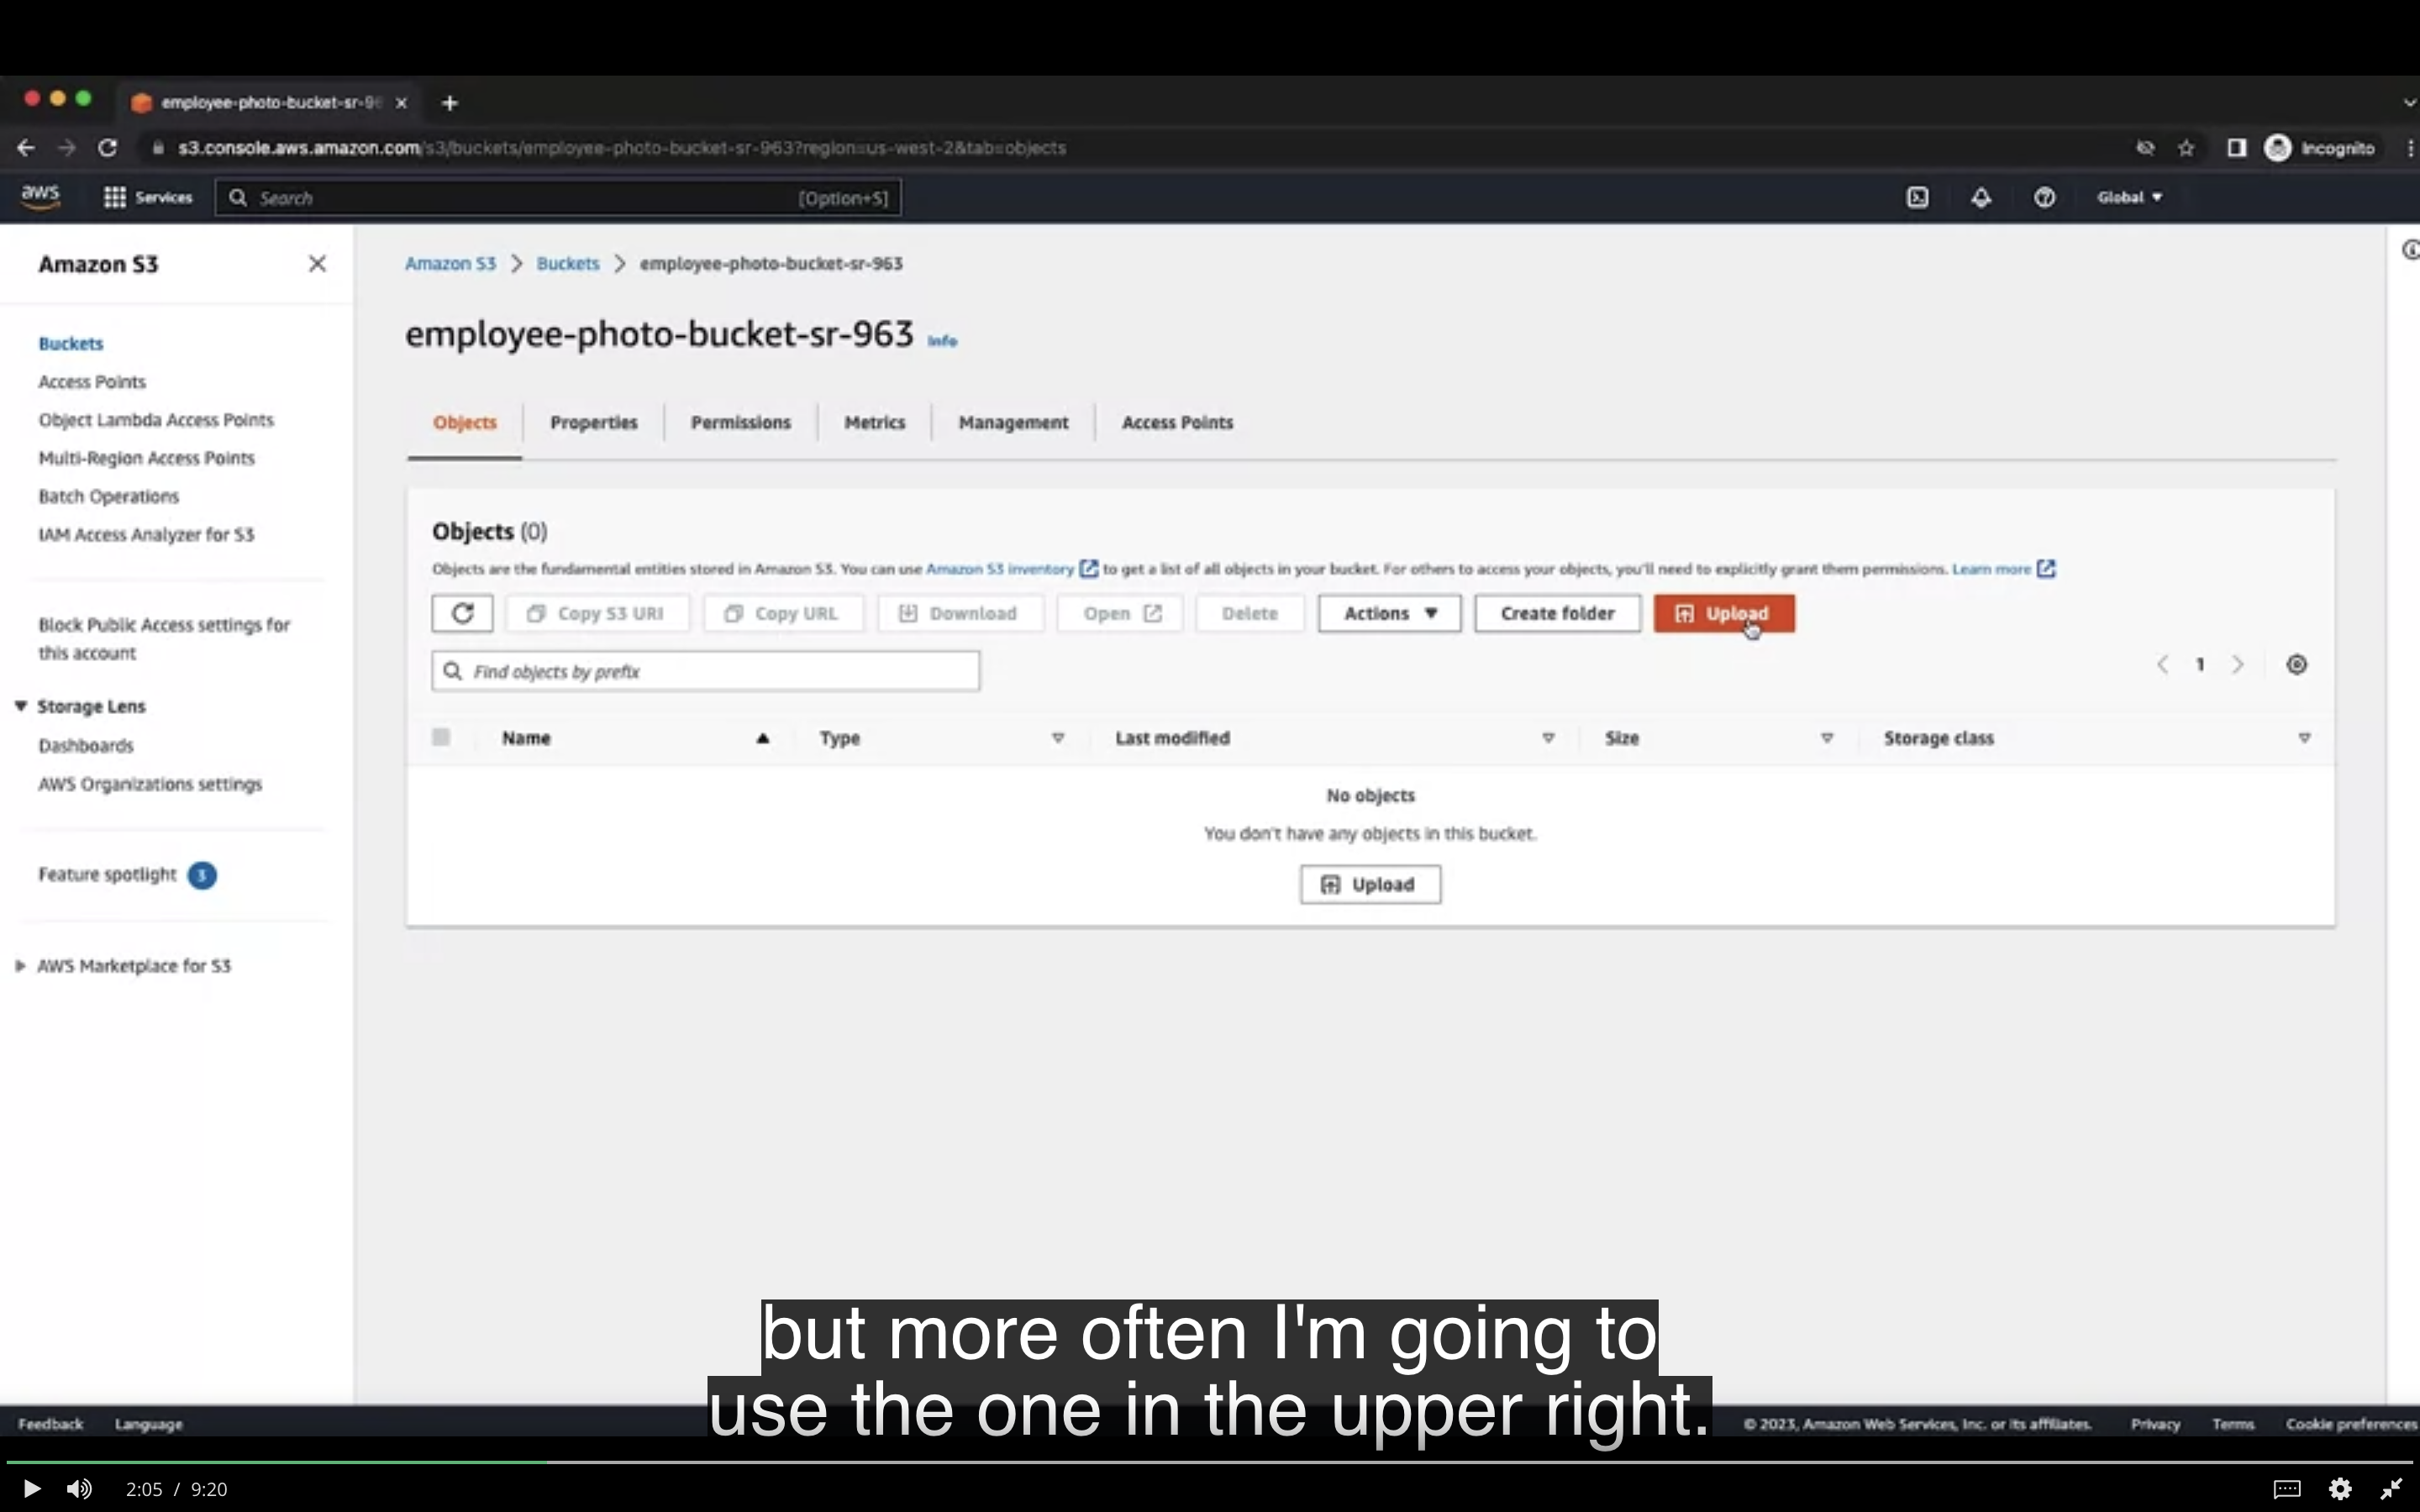 employee-photo-bucket-sr-96
s3.console.aws.amazon.com/s3/buckets/employee-photo-bucket-sr-963?region=us-west-2&tab=objects
Incognito
aws Services Search [Option+S] Global
Amazon S3
Buckets
Access Points
Object Lambda Access Points
Multi-Region Access Points
Batch Operations
IAM Access Analyzer for S3
Block Public Access settings for
this account
Storage Lens
Dashboards
AWS Organizations settings
Feature spotlight 3
AWS Marketplace for S3
Amazon S3 > Buckets > employee-photo-bucket-sr-963
employee-photo-bucket-sr-963 Info
Objects Properties Permissions Metrics Management Access Points
Objects (0)
Objects are the fundamental entities stored in Amazon S3. You can use Amazon S3 inventory to get a list of all objects in your bucket. For others to access your objects, you'll need to explicitly grant them permissions. Learn more
Copy S3 URI Copy URL Download Open Delete Actions Create folder Upload
Find objects by prefix
1
Name Type Last modified Size Storage class
No objects
You don't have any objects in this bucket.
Upload
but more often I'm going to
use the one in the upper right.
Feedback Language © 2023, Amazon Web Services, Inc. or its affiliates. Privacy Terms Cookie preferences
2:05 / 9:20